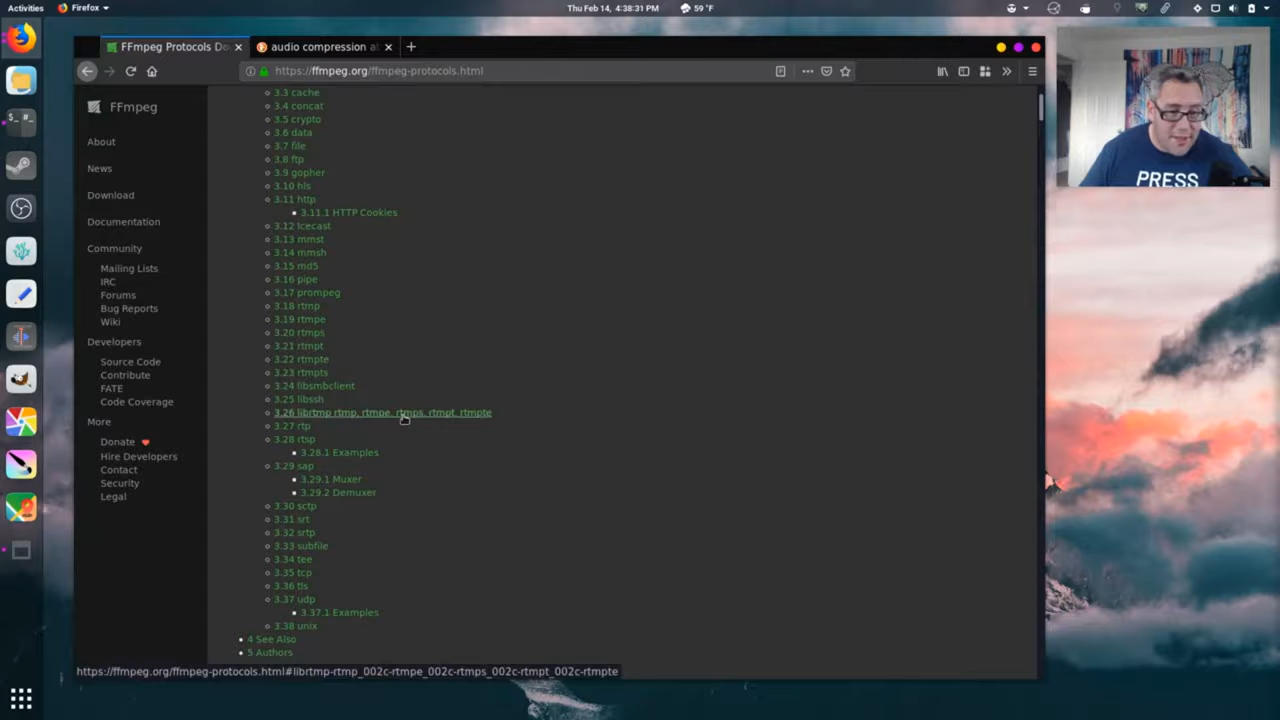 Activities
Firefox
Thu Feb 14, 4:38:31 PM
59 °F
FFmpeg Protocols Do
audio compression a
https://ffmpeg.org/ffmpeg-protocols.html
FFmpeg
About
News
Download
Documentation
Community
Mailing Lists
IRC
Forums
Bug Reports
Wiki
Developers
Source Code
Contribute
FATE
Code Coverage
More
Donate
Hire Developers
Contact
Security
Legal
3.3 cache
3.4 concat
3.5 crypto
3.6 data
3.7 file
3.8 ftp
3.9 gopher
3.10 hls
3.11 http
3.11.1 HTTP Cookies
3.12 Icecast
3.13 mmst
3.14 mmsh
3.15 md5
3.16 pipe
3.17 prompeg
3.18 rtmp
3.19 rtmpe
3.20 rtmps
3.21 rtmpt
3.22 rtmpte
3.23 rtmpts
3.24 libsmbclient
3.25 libssh
3.26 librtmp rtmp, rtmpe, rtmps, rtmpt, rtmpte
3.27 rtp
3.28 rtsp
3.28.1 Examples
3.29 sap
3.29.1 Muxer
3.29.2 Demuxer
3.30 sctp
3.31 srt
3.32 srtp
3.33 subfile
3.34 tee
3.35 tcp
3.36 tls
3.37 udp
3.37.1 Examples
3.38 unix
4 See Also
5 Authors
https://ffmpeg.org/ffmpeg-protocols.html#librtmp-rtmp_002c-rtmpe_002c-rtmps_002c-rtmpt_002c-rtmpte
PRESS